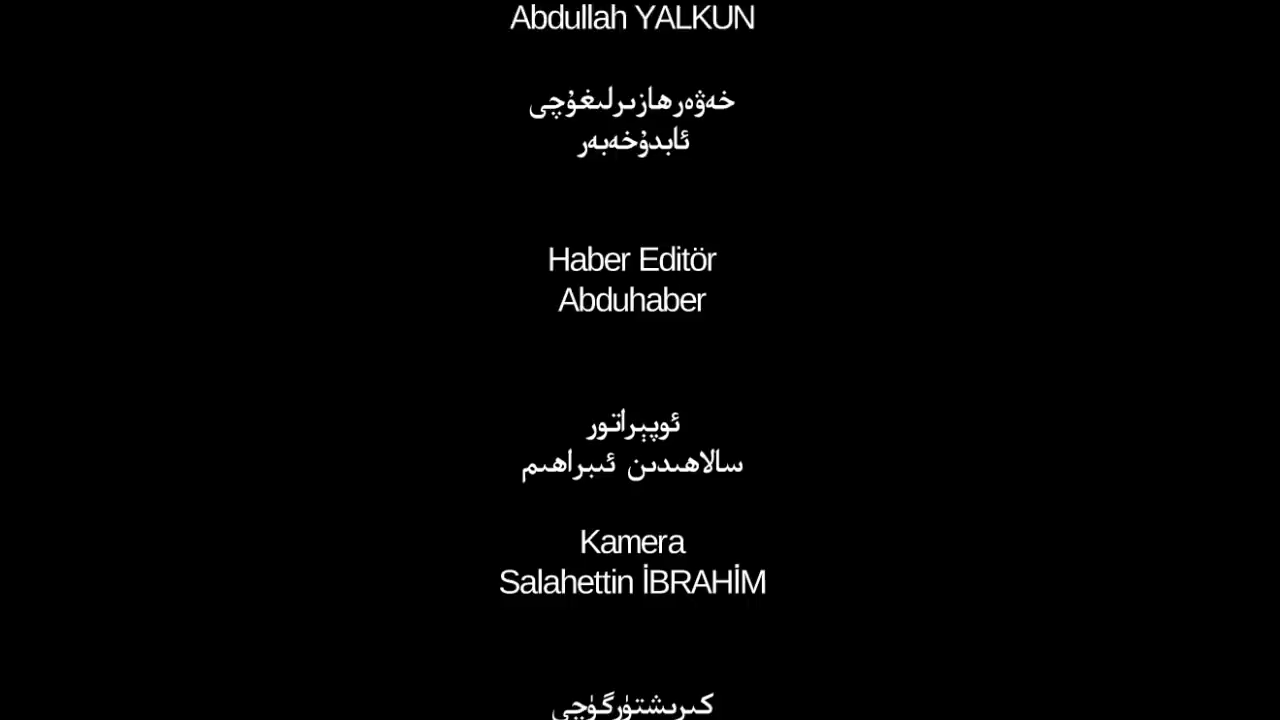 Abdullah YALKUN
خەۋەرھازىرلىغۇچى
ئابدۇخەبەر
Haber Editör
Abduhaber
ئوپېراتور
سالاھىدىن ئىبراھىم
Kamera
Salahettin İBRAHİM
كىرىشتۈرگۈچى